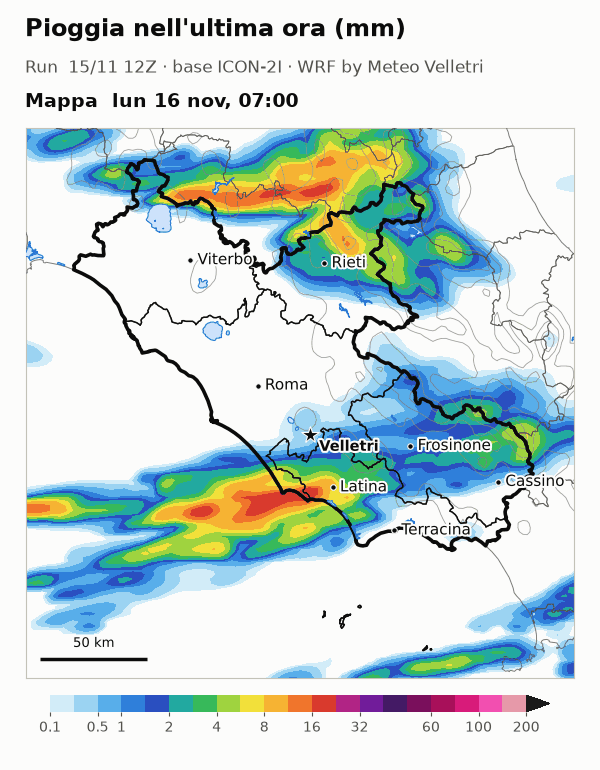 Pioggia nell'ultima ora (mm)
Run 15/11 12Z · base ICON-2I · WRF by Meteo Velletri
Mappa lun 16 nov, 07:00
Viterbo
Rieti
Roma
Velletri
Frosinone
Latina
Cassino
Terracina
50 km
0.1 0.5 1 2 4 8 16 32 60 100 200